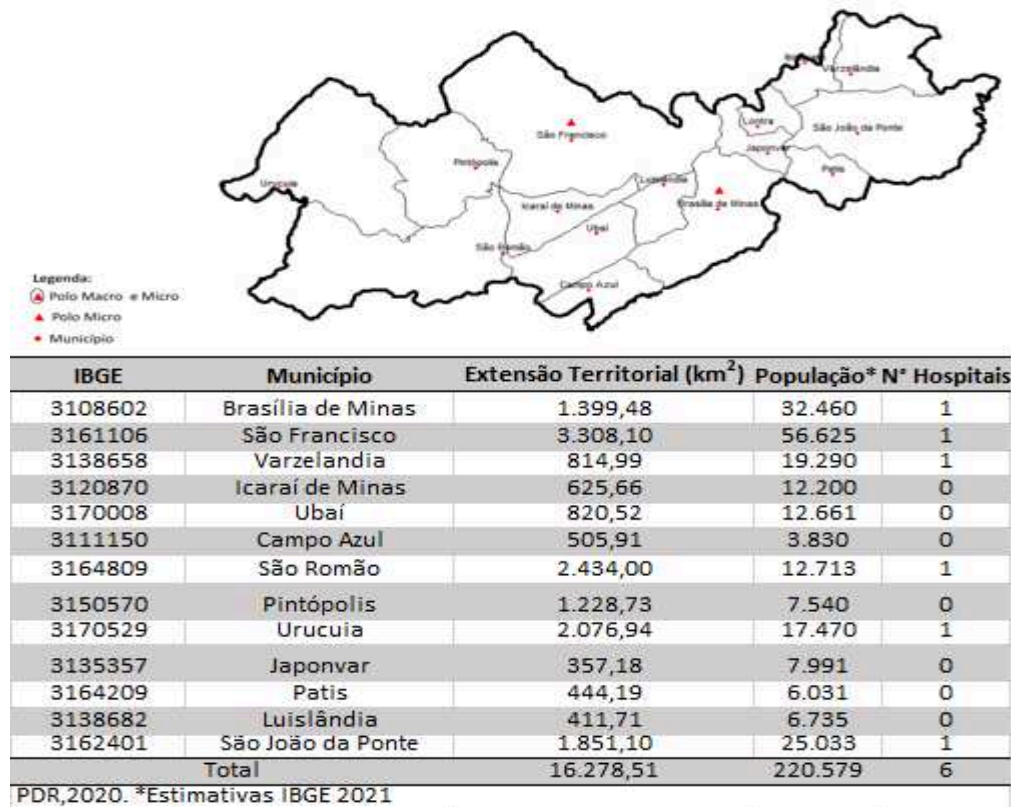 Varzelândia
Lontra
São João da Ponte
São Francisco
Japonvar
Pintópolis
Patis
Luislândia
Urucuia
Icaraí de Minas
Brasília de Minas
Ubaí
São Romão
Campo Azul
Legenda:
Polo Macro e Micro
Polo Micro
Município
IBGE Município Extensão Territorial (km²) População* N° Hospitais
3108602 Brasília de Minas 1.399,48 32.460 1
3161106 São Francisco 3.308,10 56.625 1
3138658 Varzelandia 814,99 19.290 1
3120870 Icaraí de Minas 625,66 12.200 0
3170008 Ubaí 820,52 12.661 0
3111150 Campo Azul 505,91 3.830 0
3164809 São Romão 2.434,00 12.713 1
3150570 Pintópolis 1.228,73 7.540 0
3170529 Urucuia 2.076,94 17.470 1
3135357 Japonvar 357,18 7.991 0
3164209 Patis 444,19 6.031 0
3138682 Luislândia 411,71 6.735 0
3162401 São João da Ponte 1.851,10 25.033 1
Total 16.278,51 220.579 6
PDR,2020. *Estimativas IBGE 2021